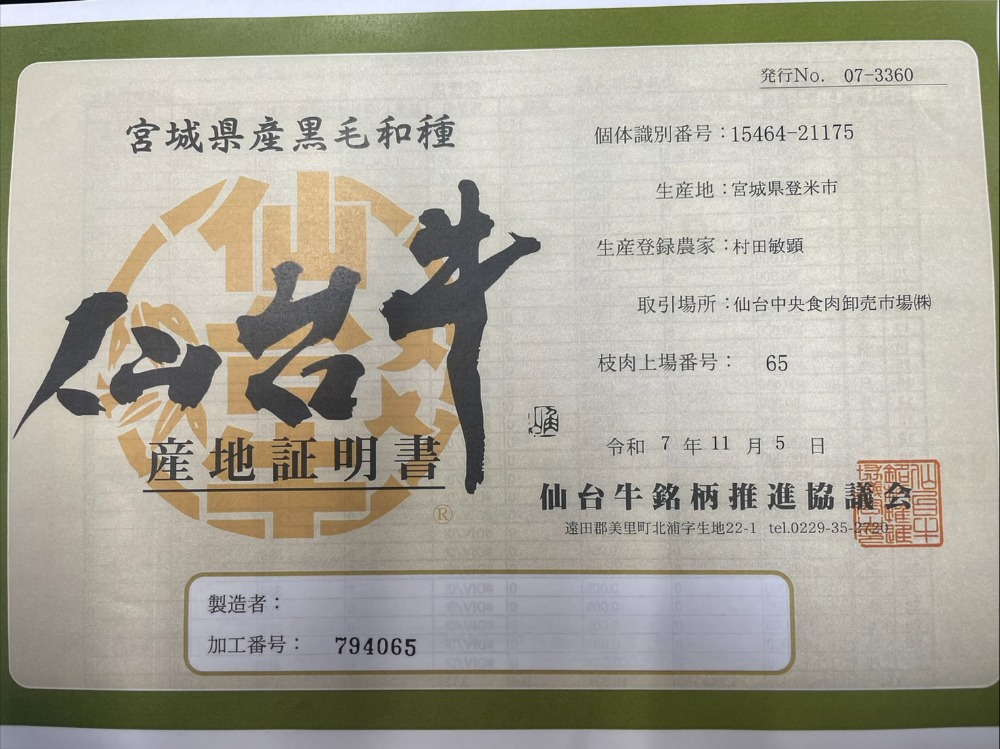 発行No. 07-3360
宮城県産黒毛和種
仙台牛
仙台牛
産地証明書
®
個体識別番号：15464-21175
生産地：宮城県登米市
生産登録農家：村田敏顕
取引場所：仙台中央食肉卸売市場㈱
枝肉上場番号： 65
令和 7 年 11 月 5 日
仙台牛銘柄推進協議会
遠田郡美里町北浦字生地22-1 tel.0229-35-2720
製造者：
加工番号： 794065